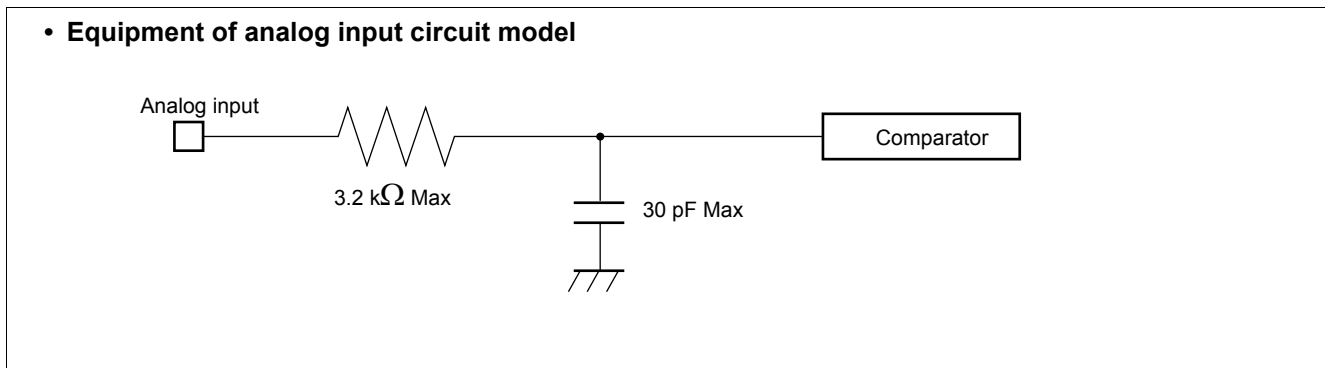 • Equipment of analog input circuit model
Analog input
Comparator
3.2 kΩ Max
30 pF Max